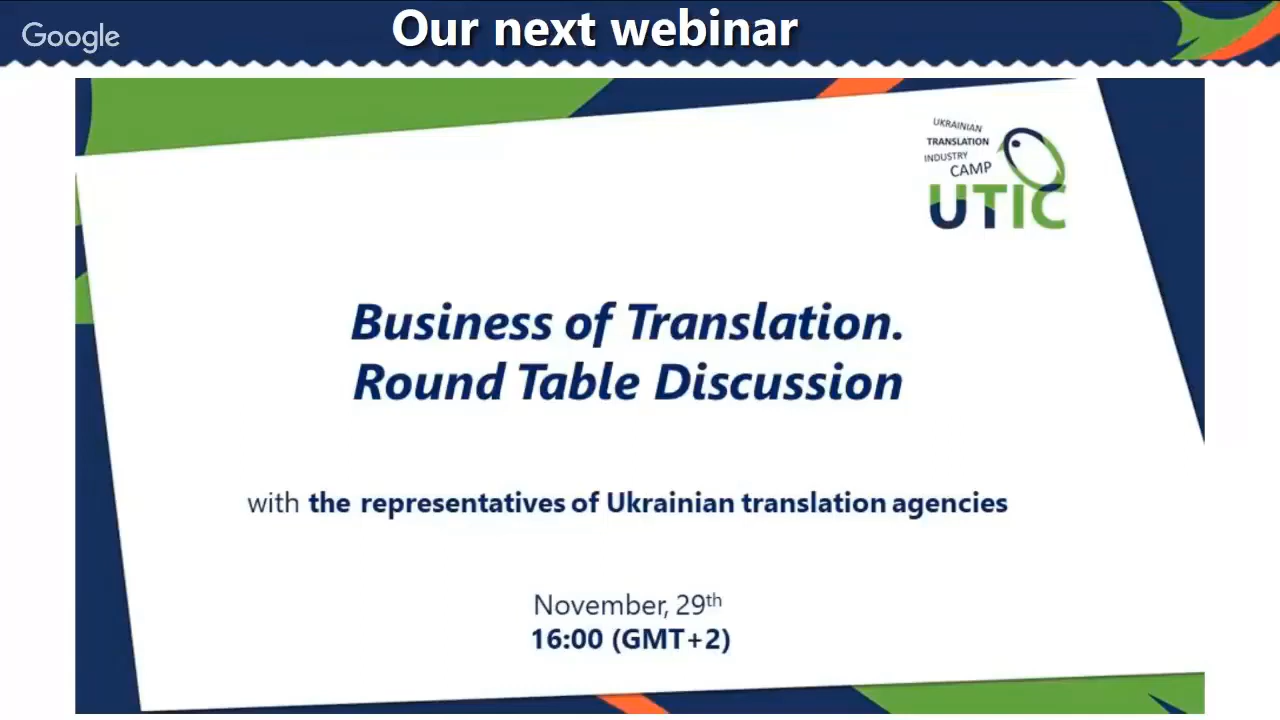 Google
Our next webinar
UKRAINIAN
TRANSLATION
INDUSTRY
CAMP
UTIC
Business of Translation.
Round Table Discussion
with the representatives of Ukrainian translation agencies
November, 29th
16:00 (GMT+2)